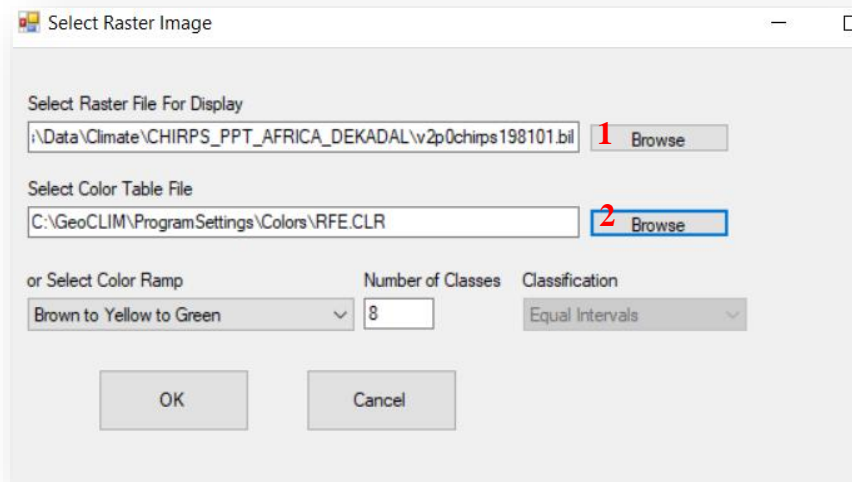 Select Raster Image
Select Raster File For Display
\Data\Climate\CHIRPS_PPT_AFRICA_DEKADAL\v2p0chirps198101.bil
1 Browse
Select Color Table File
C:\GeoCLIM\ProgramSettings\Colors\RFE.CLR
2 Browse
or Select Color Ramp Number of Classes Classification
Brown to Yellow to Green 8 Equal Intervals
OK Cancel